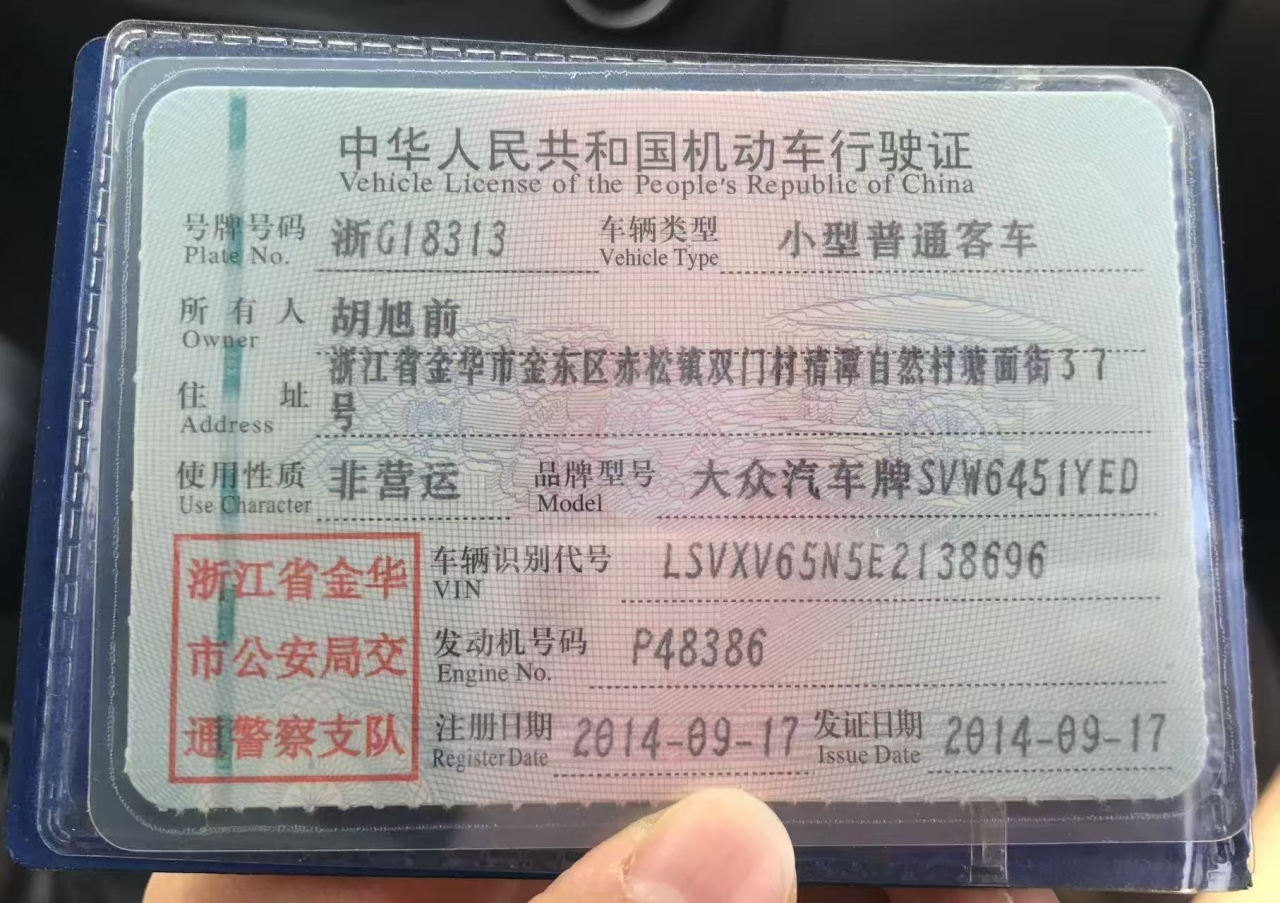 中华人民共和国机动车行驶证
Vehicle License of the People's Republic of China
号牌号码 浙G18313 车辆类型 小型普通客车
Plate No. Vehicle Type
所有人 胡旭前
Owner
浙江省金华市金东区赤松镇双门村清潭自然村塘面街37
住址 号
Address
使用性质 非营运 品牌型号 大众汽车牌SVW6451YED
Use Character Model
浙江省金华 车辆识别代号 LSVXV65N5E2138696
VIN
市公安局交 发动机号码 P48386
Engine No.
通警察支队 注册日期 2014-09-17 发证日期 2014-09-17
Register Date Issue Date